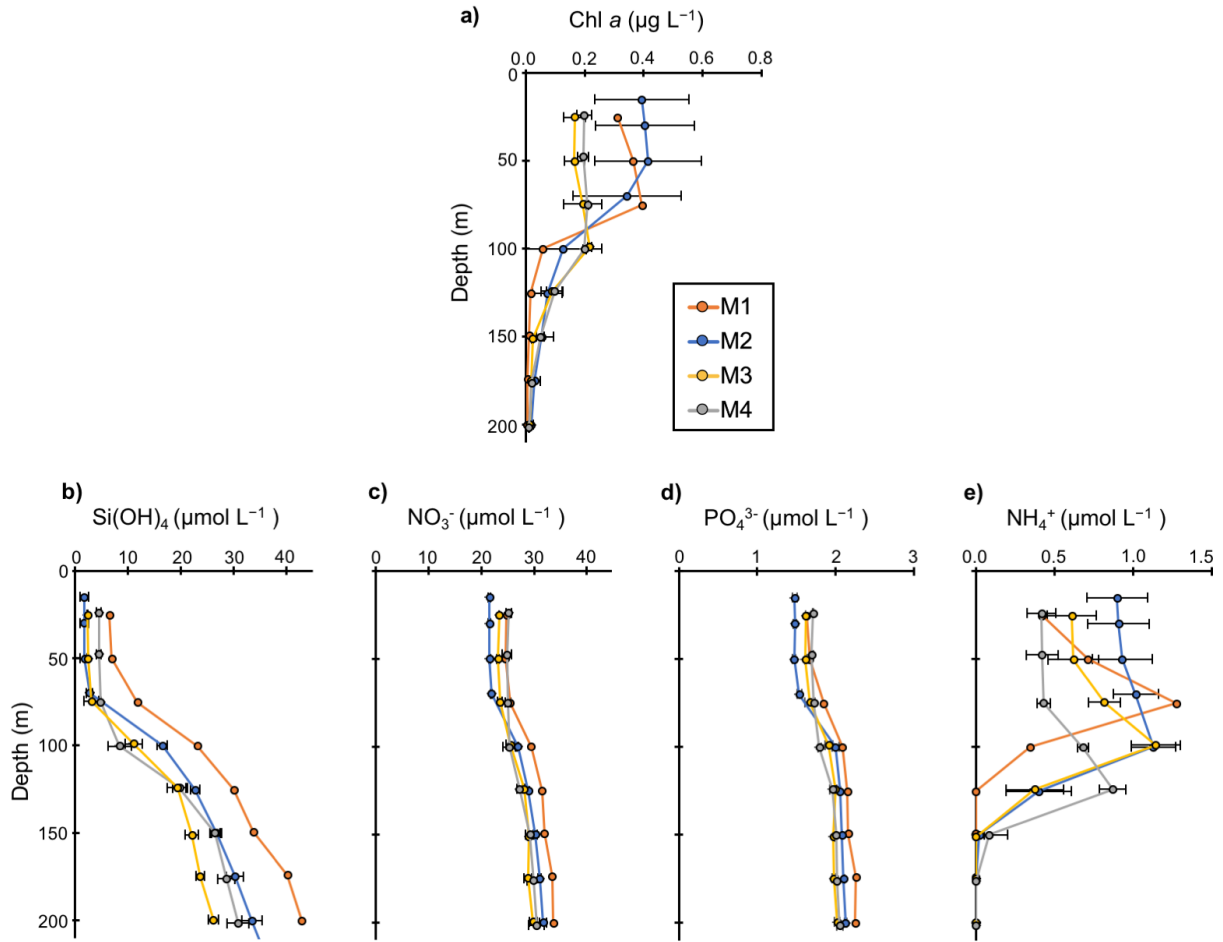 a)
Chl a (µg L⁻¹)
0.0 0.2 0.4 0.6 0.8
0
50
100
150
200
Depth (m)
M1
M2
M3
M4
b) c) d) e)
Si(OH)₄ (µmol L⁻¹ ) NO₃⁻ (µmol L⁻¹ ) PO₄³⁻ (µmol L⁻¹ ) NH₄⁺ (µmol L⁻¹ )
0 10 20 30 40 0 10 20 30 40 0 1 2 3 0.0 0.5 1.0 1.5
0
50
100
150
200
Depth (m)